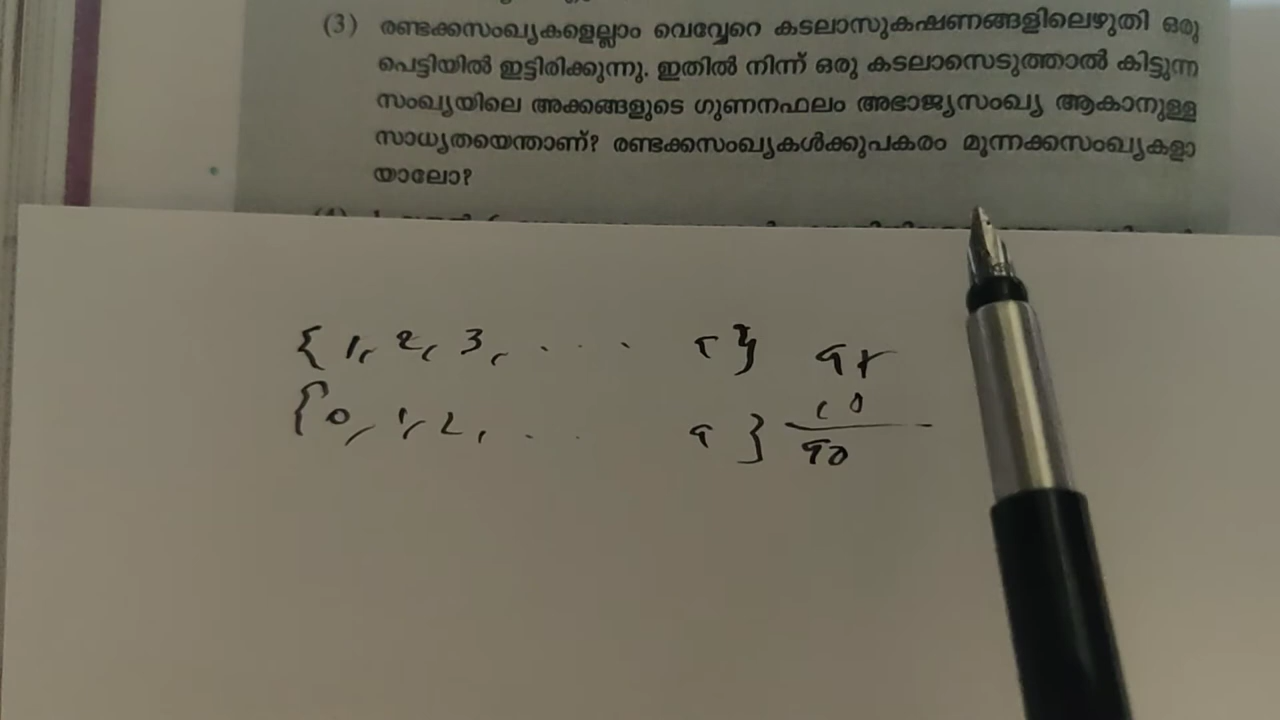 (3) രണ്ടക്കസംഖ്യകളെല്ലാം വെവ്വേറെ കടലാസുകഷണങ്ങളിലെഴുതി ഒരു
പെട്ടിയിൽ ഇട്ടിരിക്കുന്നു. ഇതിൽ നിന്ന് ഒരു കടലാസെടുത്താൽ കിട്ടുന്ന
സംഖ്യയിലെ അക്കങ്ങളുടെ ഗുണനഫലം അഭാജ്യസംഖ്യ ആകാനുള്ള
സാധ്യതയെന്താണ്? രണ്ടക്കസംഖ്യകൾക്കുപകരം മൂന്നക്കസംഖ്യകളാ
യാലോ?
{1, 2, 3, . . . 9} 9×
10
{0, 1, 2, . . 9}
90